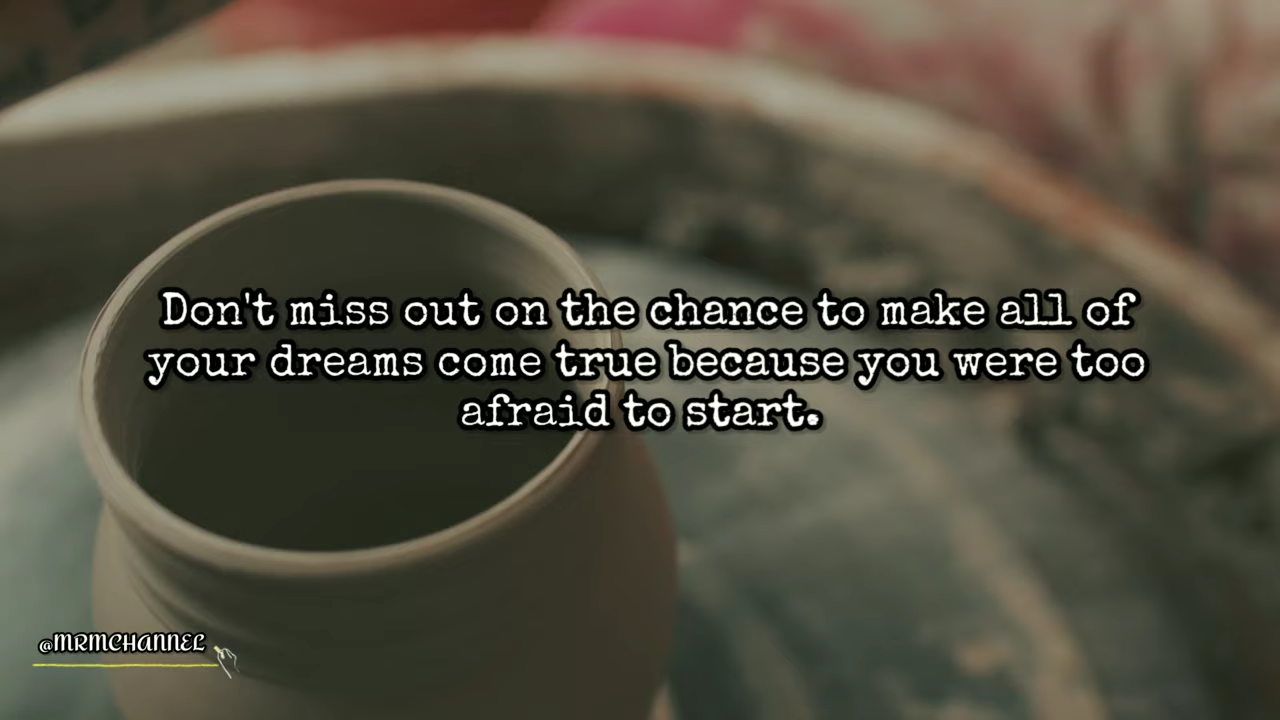 Don't miss out on the chance to make all of
your dreams come true because you were too
afraid to start.
@MRMCHANNEL